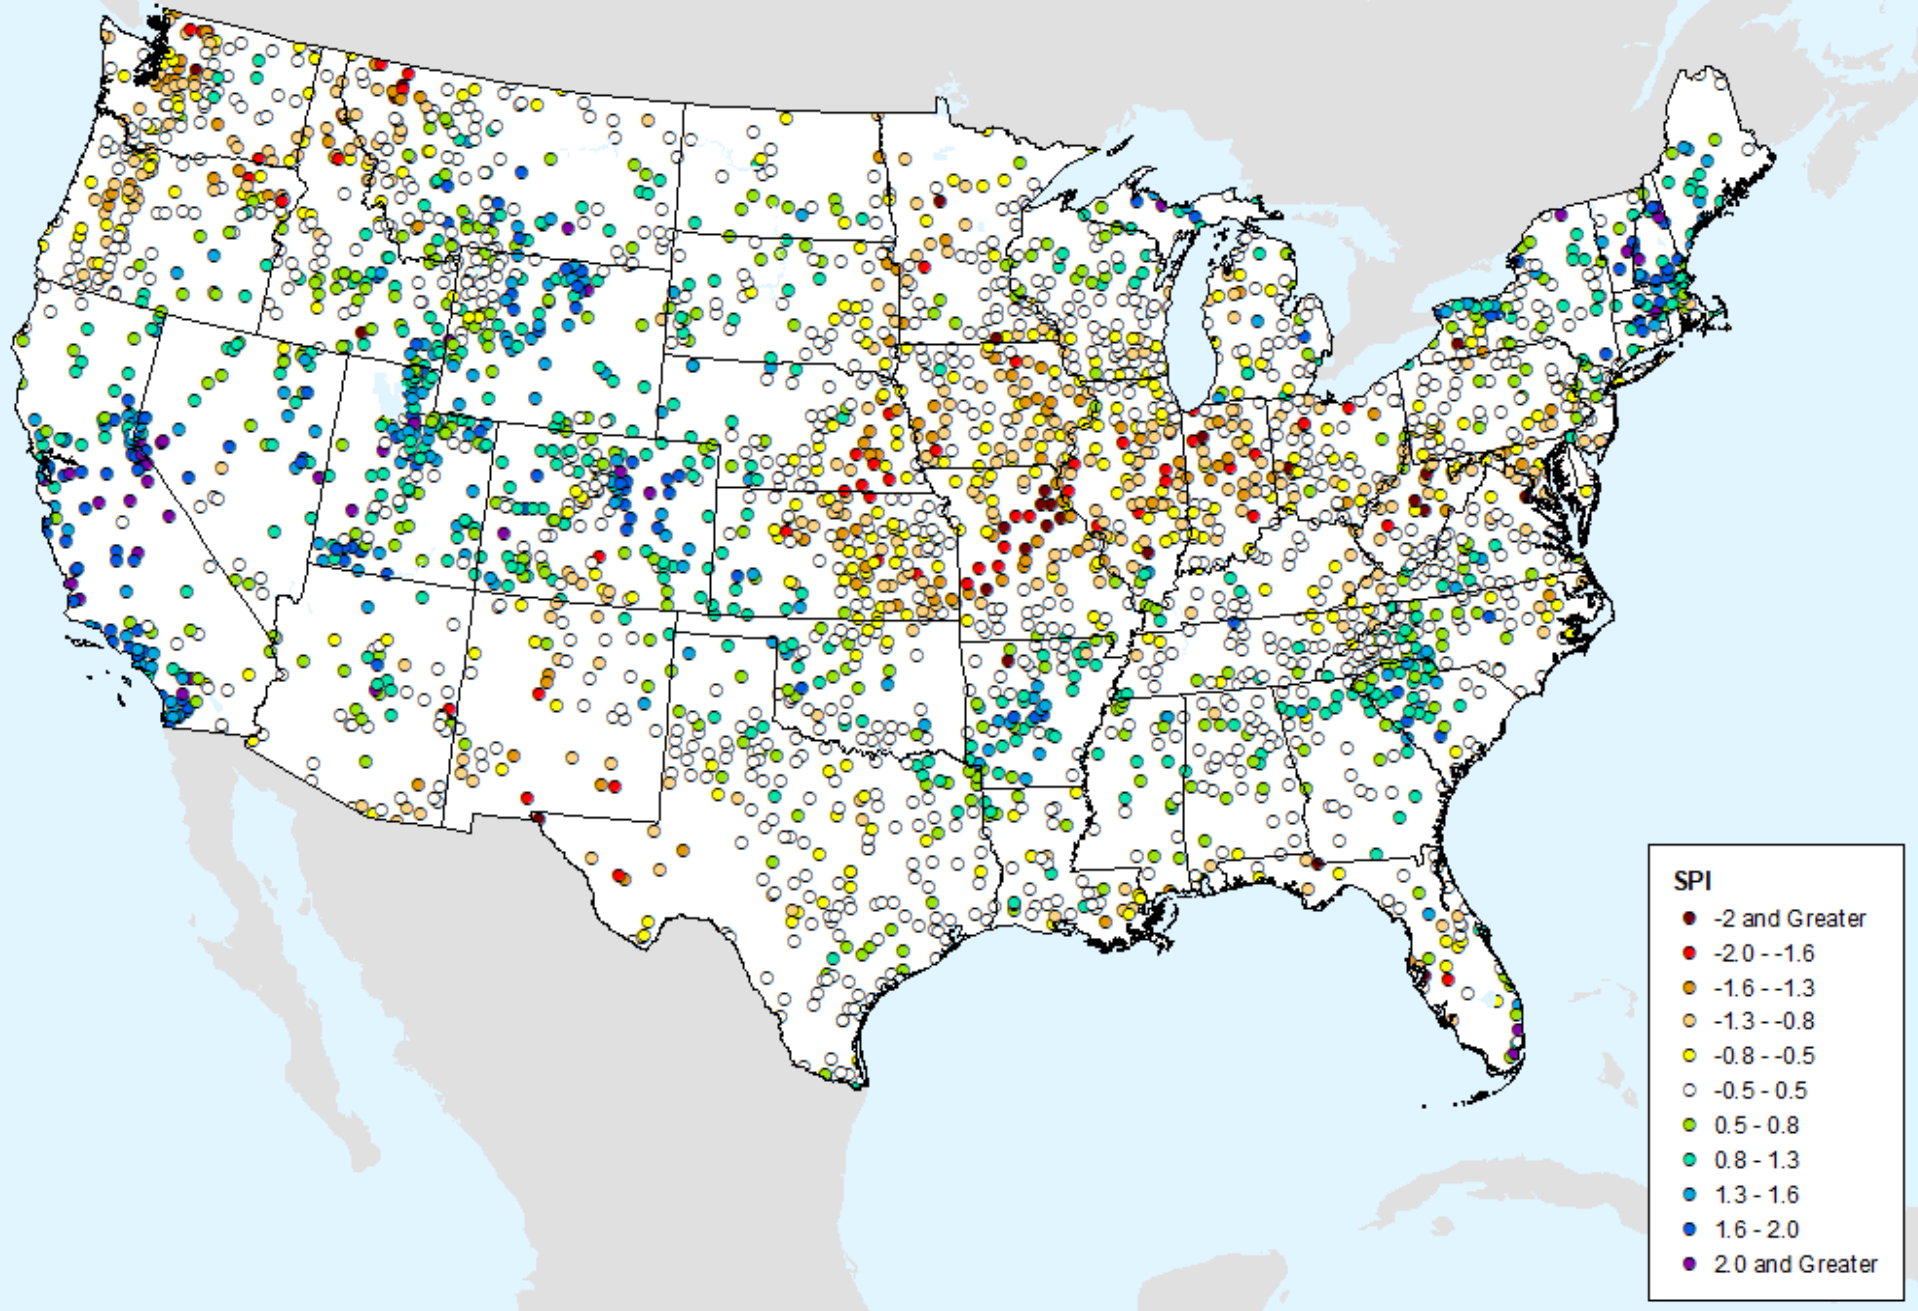 SPI
-2 and Greater
-2.0 - -1.6
-1.6 - -1.3
-1.3 - -0.8
-0.8 - -0.5
-0.5 - 0.5
0.5 - 0.8
0.8 - 1.3
1.3 - 1.6
1.6 - 2.0
2.0 and Greater